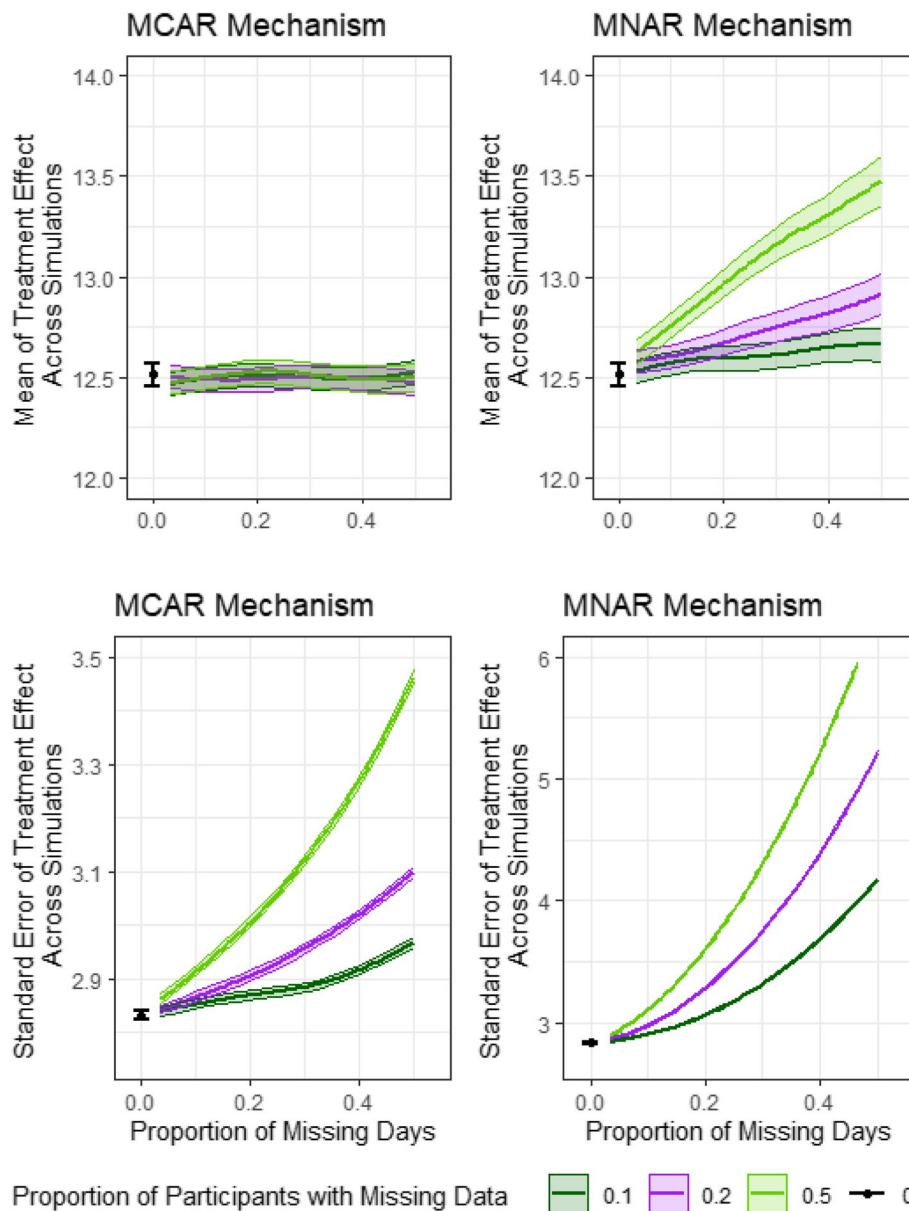 MCAR Mechanism
MNAR Mechanism
Mean of Treatment Effect
Across Simulations
14.0
13.5
13.0
12.5
12.0
0.0
0.2
0.4
Mean of Treatment Effect
Across Simulations
14.0
13.5
13.0
12.5
12.0
0.0
0.2
0.4
MCAR Mechanism
MNAR Mechanism
Standard Error of Treatment Effect
Across Simulations
3.5
3.3
3.1
2.9
0.0
0.2
0.4
Proportion of Missing Days
Standard Error of Treatment Effect
Across Simulations
6
5
4
3
0.0
0.2
0.4
Proportion of Missing Days
Proportion of Participants with Missing Data 0.1 0.2 0.5 0